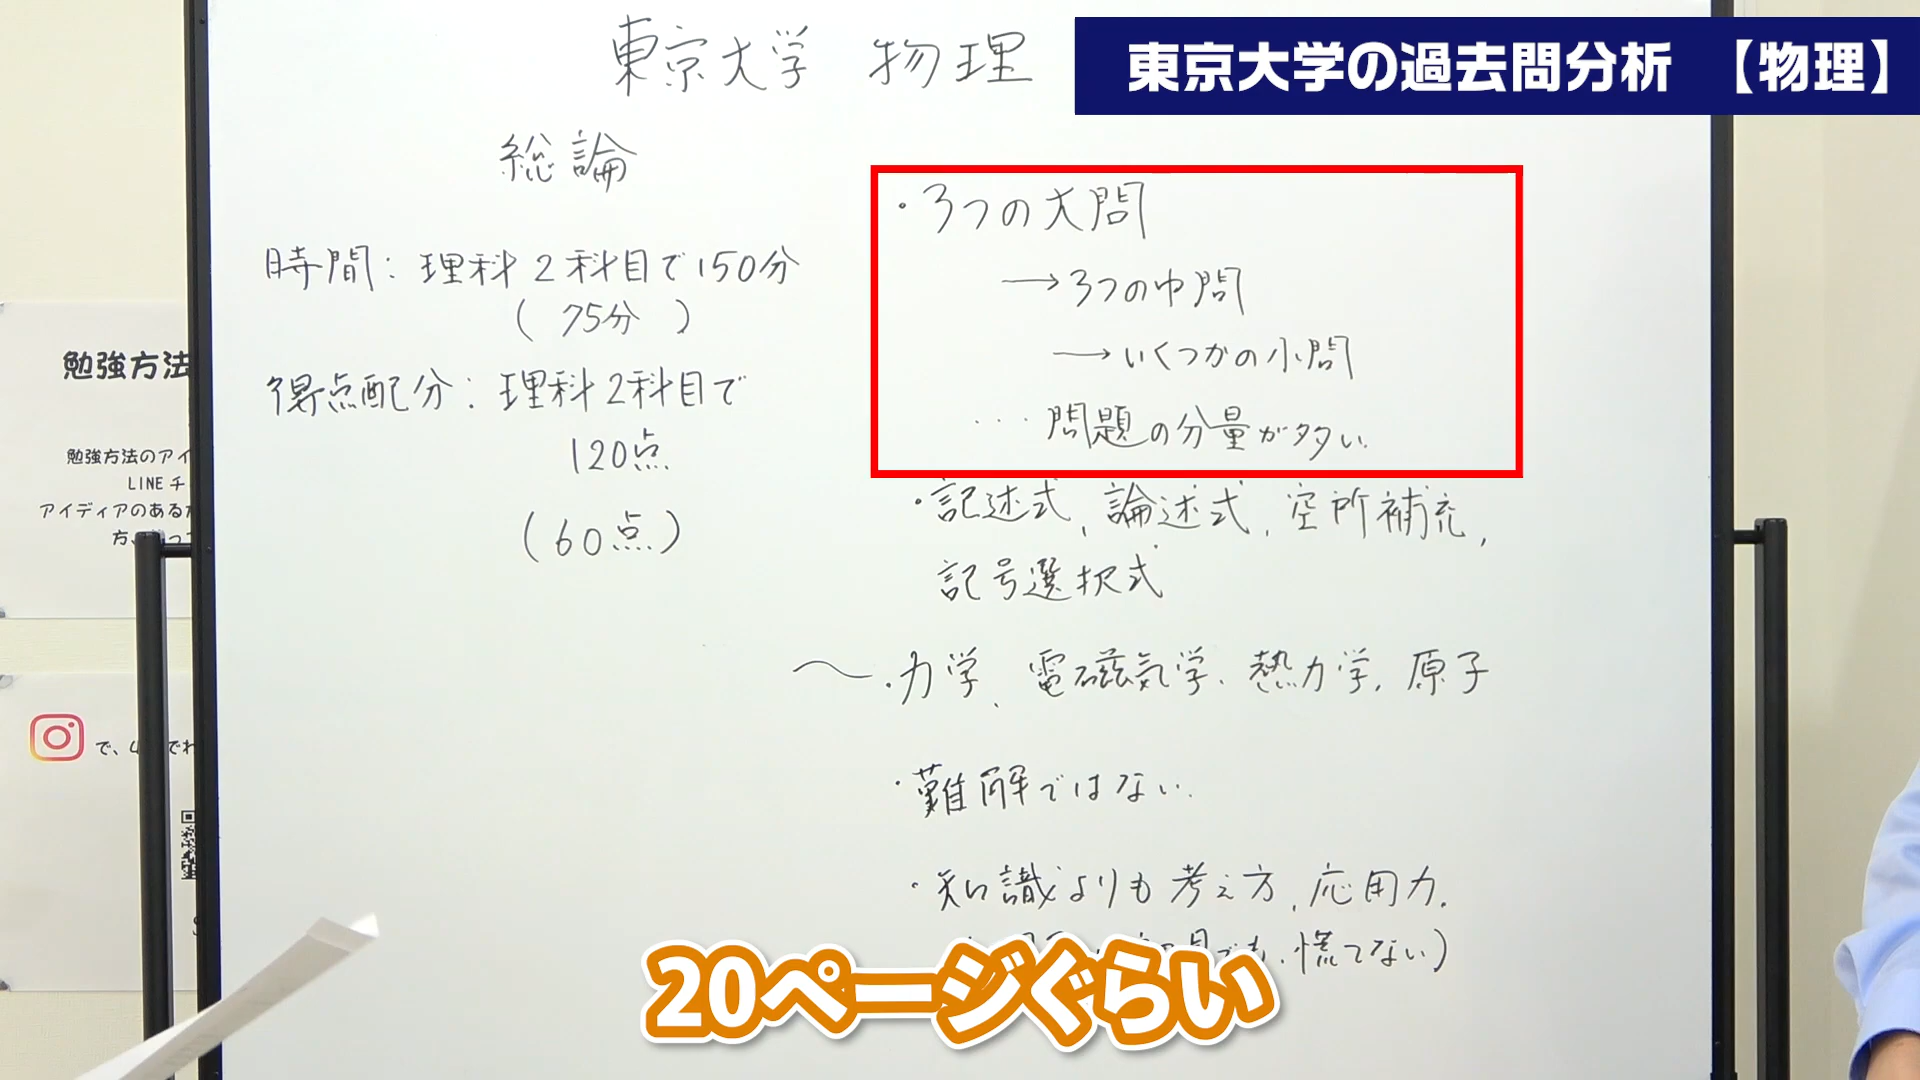 東京大学 物理
東京大学の過去問分析 【物理】
総論
時間：理科2科目で150分
(75分)
得点配分：理科2科目で
120点
(60点)
・3つの大問
→3つの中問
→いくつかの小問
… 問題の分量が多い.
・記述式, 論述式, 空所補充,
記号選択式
・力学、電磁気学. 熱力学. 原子
・難解ではない.
・知識よりも考え方, 応用力.
慌てない)
20ページぐらい
勉強方法
勉強方法のアイ
LINE チ
アイディアのある
方、
で、